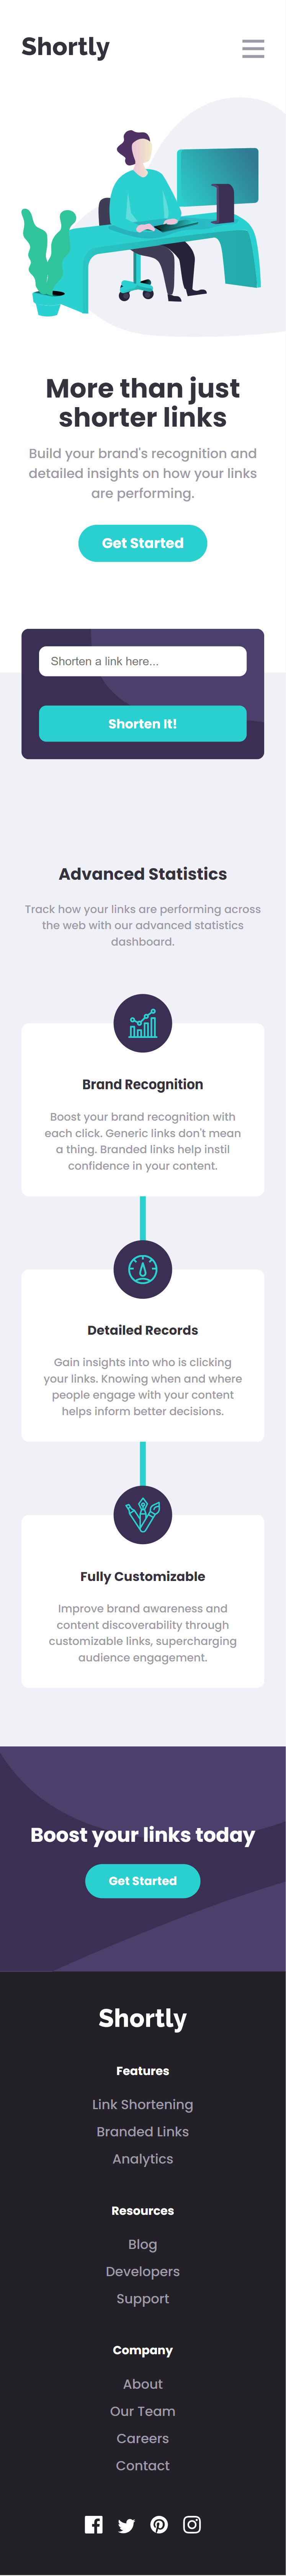 Shortly
More than just
shorter links
Build your brand's recognition and
detailed insights on how your links
are performing.
Get Started
Shorten a link here...
Shorten It!
Advanced Statistics
Track how your links are performing across
the web with our advanced statistics
dashboard.
Brand Recognition
Boost your brand recognition with
each click. Generic links don't mean
a thing. Branded links help instil
confidence in your content.
Detailed Records
Gain insights into who is clicking
your links. Knowing when and where
people engage with your content
helps inform better decisions.
Fully Customizable
Improve brand awareness and
content discoverability through
customizable links, supercharging
audience engagement.
Boost your links today
Get Started
Shortly
Features
Link Shortening
Branded Links
Analytics
Resources
Blog
Developers
Support
Company
About
Our Team
Careers
Contact